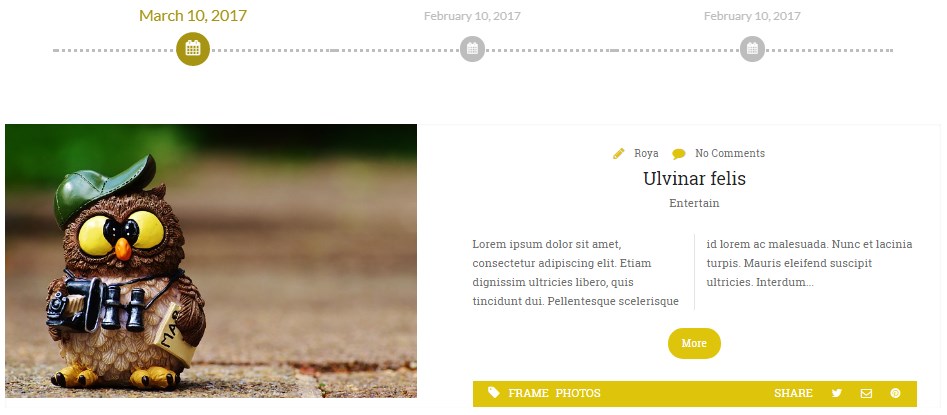 March 10, 2017
February 10, 2017
February 10, 2017
Roya
No Comments
Ulvinar felis
Entertain
Lorem ipsum dolor sit amet,
consectetur adipiscing elit. Etiam
dignissim ultricies libero, quis
tincidunt dui. Pellentesque scelerisque
id lorem ac malesuada. Nunc et lacinia
turpis. Mauris eleifend suscipit
ultricies. Interdum...
More
FRAME PHOTOS
SHARE
MAP